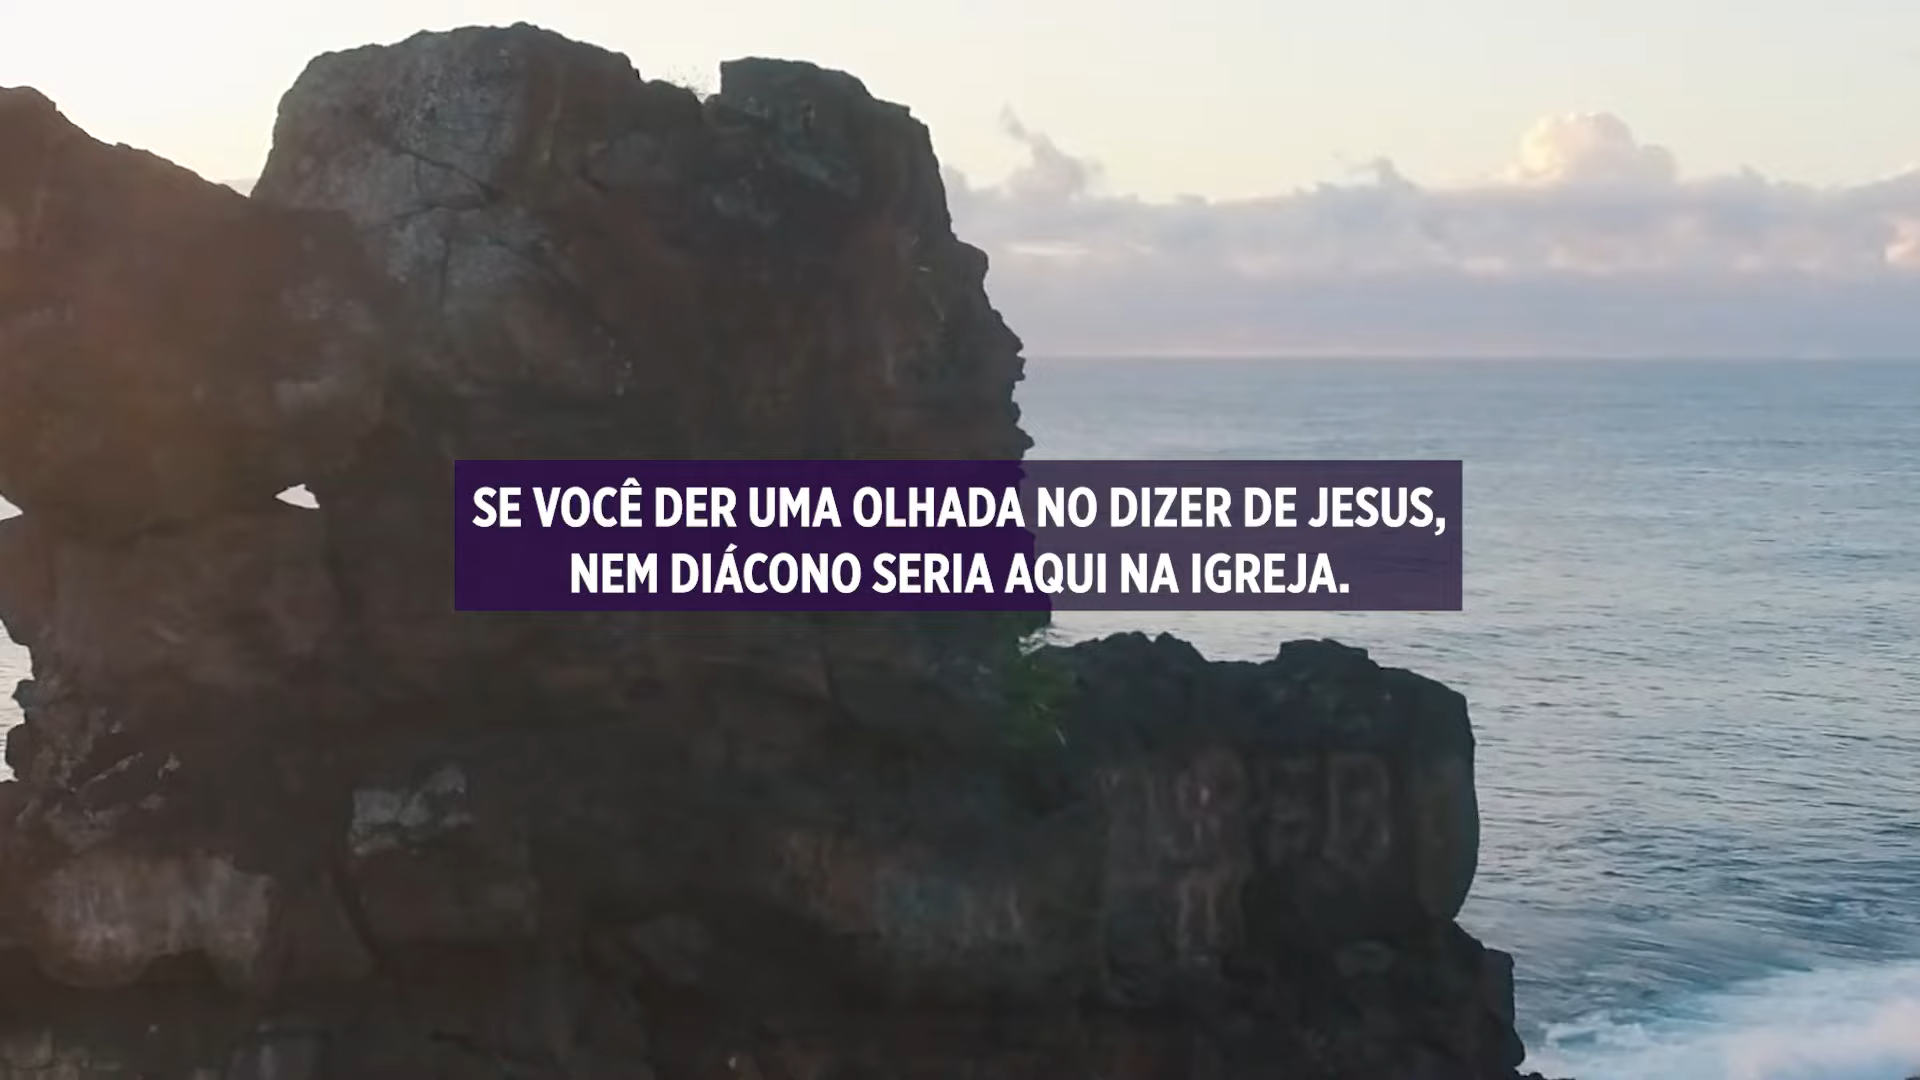 SE VOCÊ DER UMA OLHADA NO DIZER DE JESUS,
NEM DIÁCONO SERIA AQUI NA IGREJA.